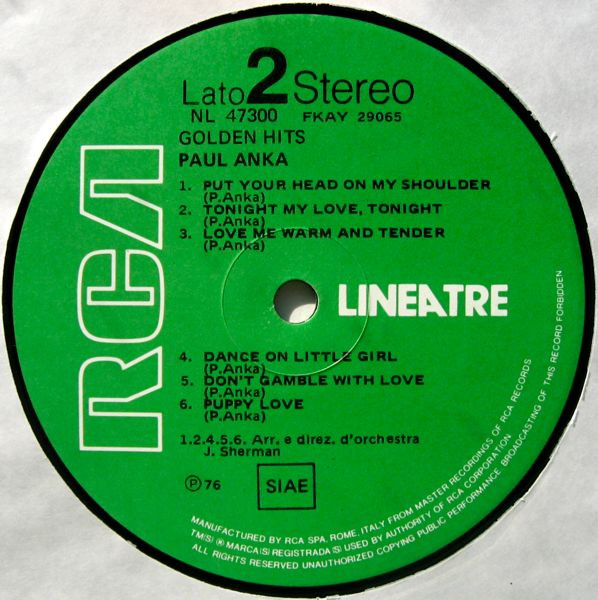 RCA
Lato 2 Stereo
NL 47300 FKAY 29065
GOLDEN HITS
PAUL ANKA
1. PUT YOUR HEAD ON MY SHOULDER
(P.Anka)
2. TONIGHT MY LOVE, TONIGHT
(P.Anka)
3. LOVE ME WARM AND TENDER
(P.Anka)
LINEATRE
4. DANCE ON LITTLE GIRL
(P.Anka)
5. DON'T GAMBLE WITH LOVE
(P.Anka)
6. PUPPY LOVE
(P.Anka)
1.2.4.5.6. Arr. e direz. d'orchestra
J. Sherman
Ⓟ 76 SIAE
MANUFACTURED BY RCA SPA, ROME, ITALY FROM MASTER RECORDINGS OF RCA RECORDS
TM(S) ® MARCA(S) REGISTRADA(S) USED BY AUTHORITY OF RCA CORPORATION
ALL RIGHTS RESERVED UNAUTHORIZED COPYING PUBLIC PERFORMANCE BROADCASTING OF THIS RECORD FORBIDDEN